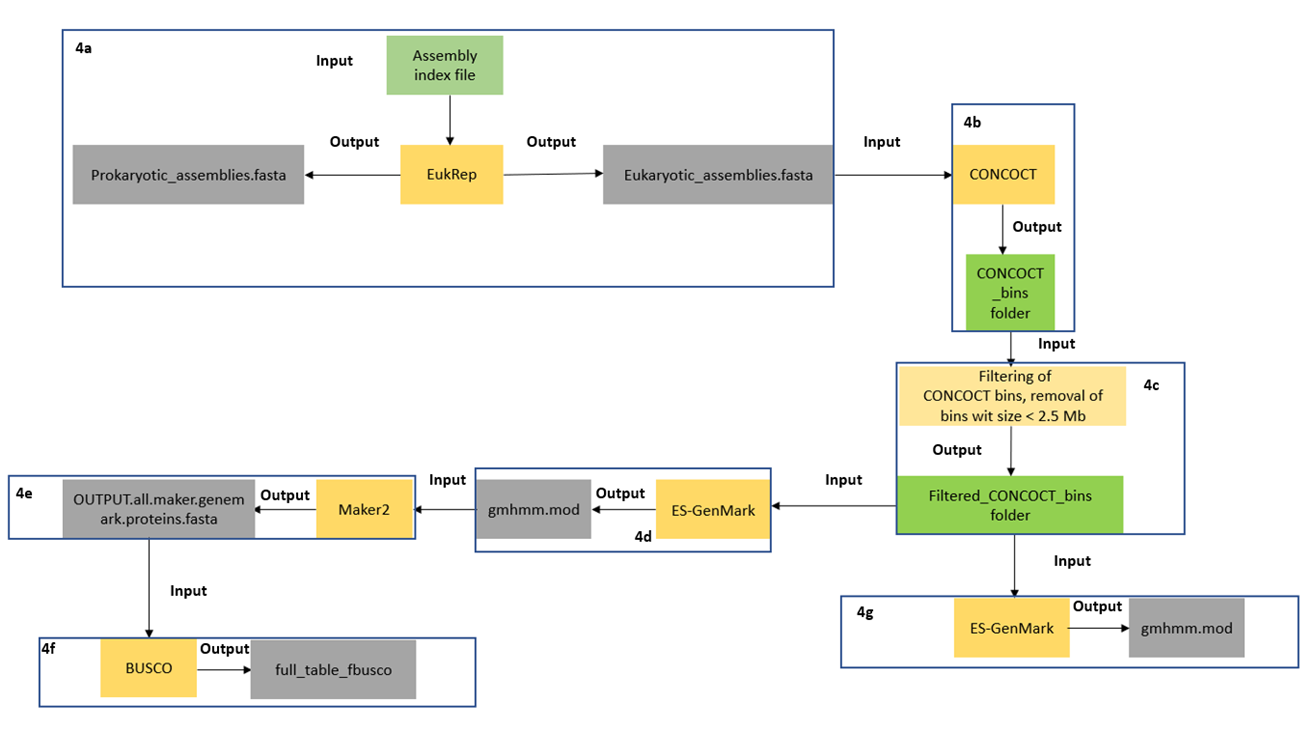 4a
Input
Assembly
index file
Output
Output
Prokaryotic_assemblies.fasta
EukRep
Eukaryotic_assemblies.fasta
Input
4b
CONCOCT
Output
CONCOCT
_bins
folder
Input
Filtering of
CONCOCT bins, removal of
bins wit size < 2.5 Mb
4c
Output
Filtered_CONCOCT_bins
folder
Input
4e
OUTPUT.all.maker.genem
ark.proteins.fasta
Output
Maker2
Input
gmhmm.mod
Output
ES-GenMark
4d
Input
4g
ES-GenMark
Output
gmhmm.mod
Input
4f
BUSCO
Output
full_table_fbusco